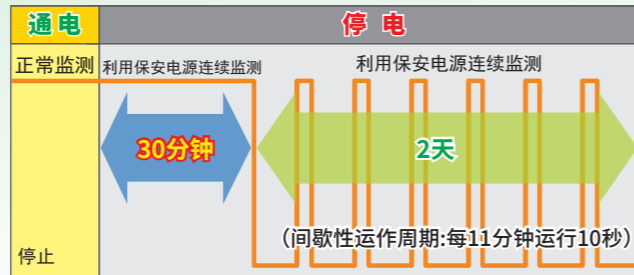 通电
停 电
正常监测
利用保安电源连续监测
利用保安电源连续监测
30分钟
2天
(间歇性运作周期:每11分钟运行10秒)
停止